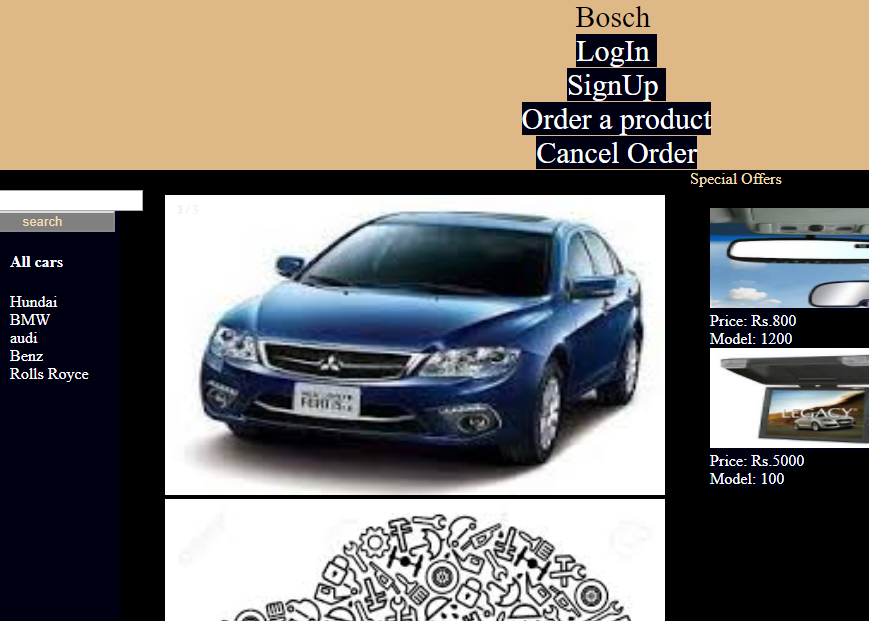 Bosch
LogIn
SignUp
Order a product
Cancel Order
Special Offers
search
1 / 3
All cars
Hundai
BMW
audi
Benz
Rolls Royce
Price: Rs.800
Model: 1200
LEGACY
Price: Rs.5000
Model: 100